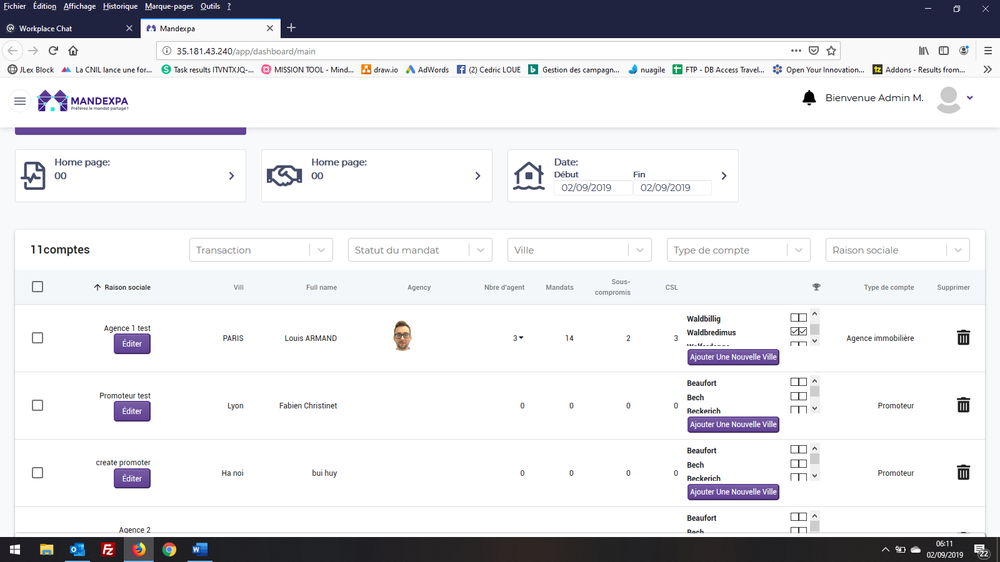 Fichier Édition Affichage Historique Marque-pages Outils ?
Workplace Chat
Mandexpa
35.181.43.240/app/dashboard/main
JLex Block La CNIL lance une for... Task results ITVNTXJQ-... MISSION TOOL - Mind... draw.io AdWords (2) Cedric LOUE Gestion des campagn... nuagile FTP - DB Access Travel... Open Your Innovation... Addons - Results from...
MANDEXPA
Préférez le mandat partagé !
Bienvenue Admin M.
Home page:
00
Home page:
00
Date:
Début Fin
02/09/2019 02/09/2019
11comptes
Transaction
Statut du mandat
Ville
Type de compte
Raison sociale
Raison sociale Vill Full name Agency Nbre d'agent Mandats Sous-compromis CSL Type de compte Supprimer
Agence 1 test
Éditer
PARIS Louis ARMAND 3 14 2 3
Waldbillig
Waldbredimus
Ajouter Une Nouvelle Ville
Agence immobilière
Promoteur test
Éditer
Lyon Fabien Christinet 0 0 0 0
Beaufort
Bech
Beckerich
Ajouter Une Nouvelle Ville
Promoteur
create promoter
Éditer
Ha noi bui huy 0 0 0 0
Beaufort
Bech
Beckerich
Ajouter Une Nouvelle Ville
Promoteur
Agence 2
Beaufort
Bech
06:11
02/09/2019
22